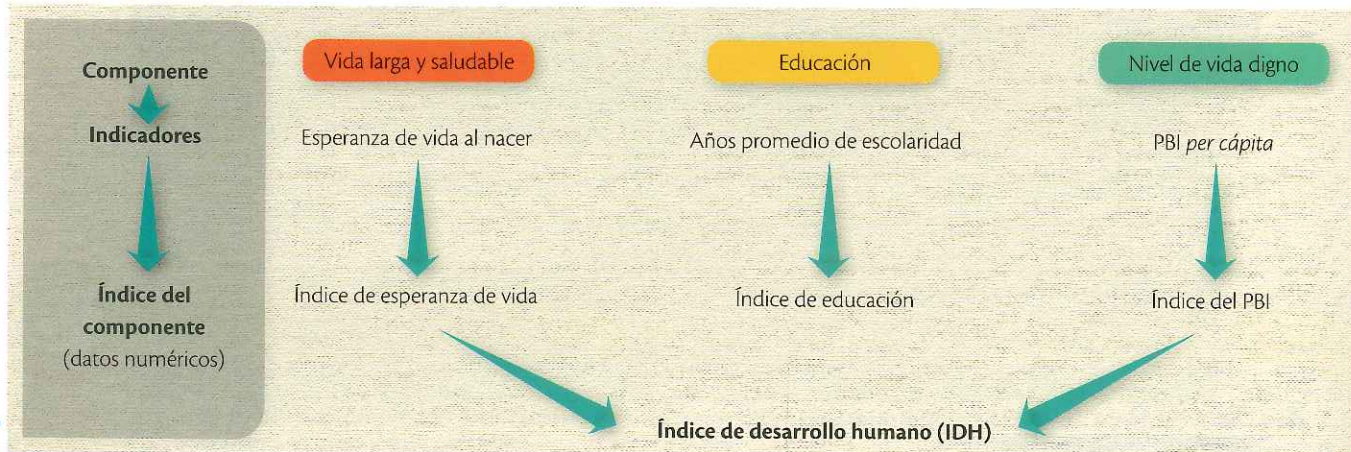 Componente
Indicadores
Índice del
componente
(datos numéricos)
Vida larga y saludable
Esperanza de vida al nacer
Índice de esperanza de vida
Educación
Años promedio de escolaridad
Índice de educación
Nivel de vida digno
PBI per cápita
Índice del PBI
Índice de desarrollo humano (IDH)